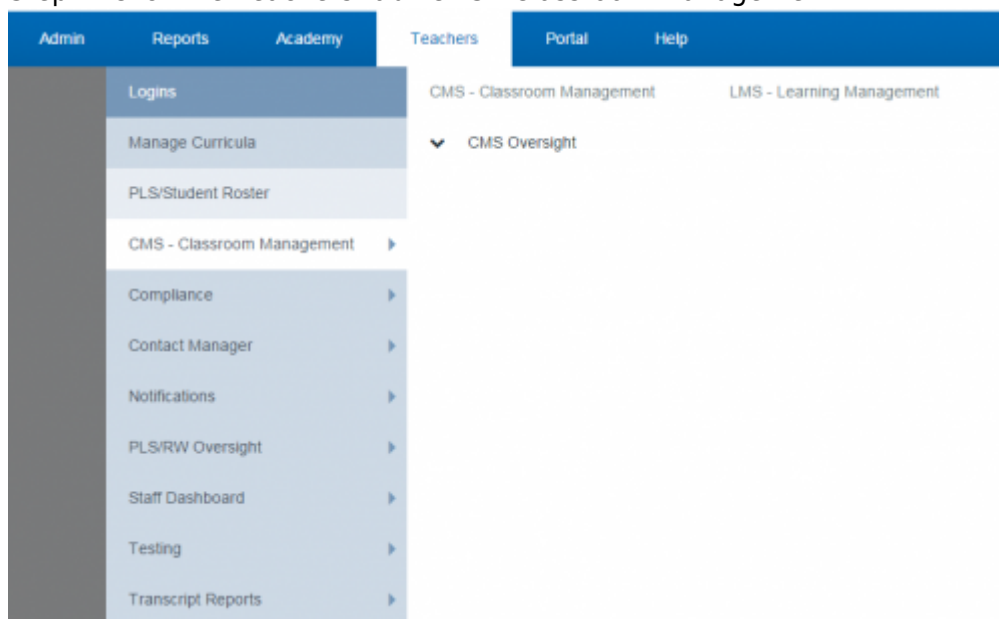 Admin Reports Academy Teachers Portal Help
Logins
CMS - Classroom Management LMS - Learning Management
Manage Curricula
CMS Oversight
PLS/Student Roster
CMS - Classroom Management
Compliance
Contact Manager
Notifications
PLS/RW Oversight
Staff Dashboard
Testing
Transcript Reports